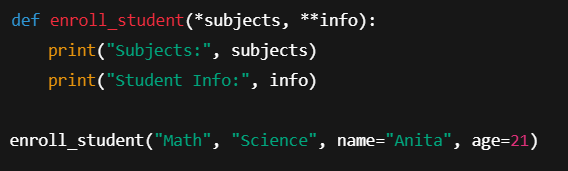 def enroll_student(*subjects, **info):
    print("Subjects:", subjects)
    print("Student Info:", info)

enroll_student("Math", "Science", name="Anita", age=21)